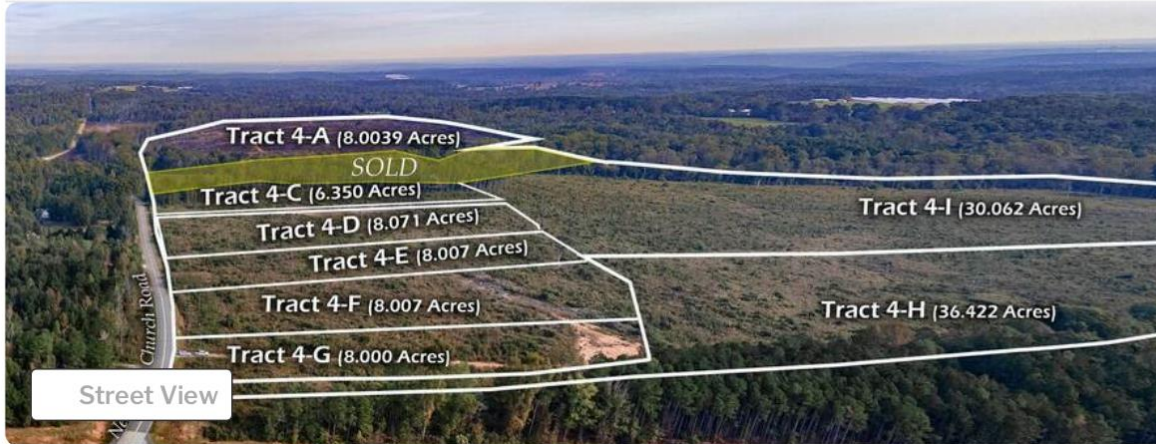 Tract 4-A (8.0039 Acres)
SOLD
Tract 4-C (6.350 Acres)
Tract 4-I (30.062 Acres)
Tract 4-D (8.071 Acres)
Tract 4-E (8.007 Acres)
Tract 4-F (8.007 Acres)
Tract 4-H (36.422 Acres)
Tract 4-G (8.000 Acres)
Church Road
Street View